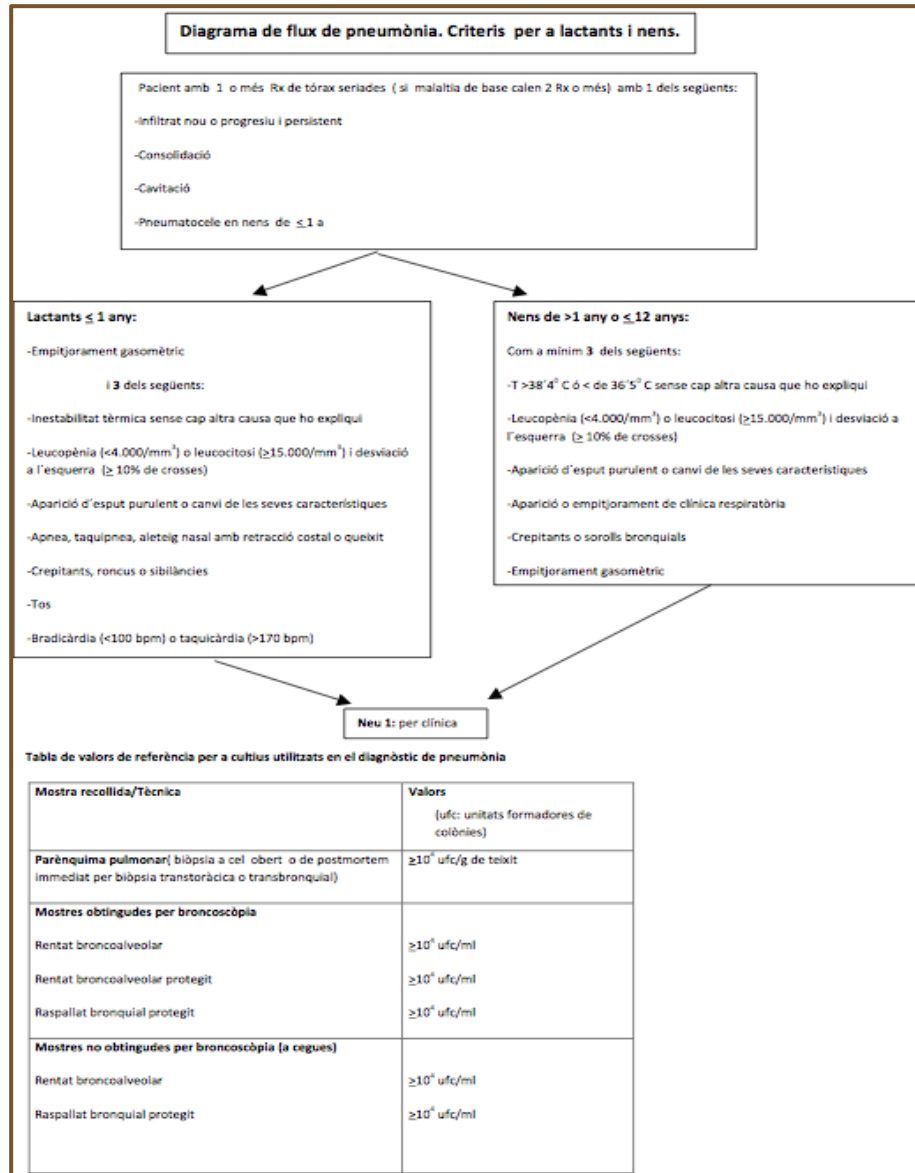 Diagrama de flux de pneumònia. Criteris per a lactants i nens.
Pacient amb 1 o més Rx de tórax seriades ( si malaltia de base calen 2 Rx o més) amb 1 dels següents:
-Infiltrat nou o progresiu i persistent
-Consolidació
-Cavitació
-Pneumatocele en nens de ≤1 a
Lactants ≤ 1 any:
-Empitjorament gasomètric
i 3 dels següents:
-Inestabilitat tèrmica sense cap altra causa que ho expliqui
-Leucopènia (<4.000/mm³) o leucocitosi (≥15.000/mm³) i desviació
a l´esquerra (≥ 10% de crosses)
-Aparició d´esput purulent o canvi de les seves característiques
-Apnea, taquipnea, aleteig nasal amb retracció costal o queixit
-Crepitants, roncus o sibilàncies
-Tos
-Bradicàrdia (<100 bpm) o taquicàrdia (>170 bpm)
Nens de >1 any o ≤ 12 anys:
Com a mínim 3 dels següents:
-T >38´4⁰ C ó < de 36´5⁰ C sense cap altra causa que ho expliqui
-Leucopènia (<4.000/mm³) o leucocitosi (≥15.000/mm³) i desviació a
l´esquerra (≥ 10% de crosses)
-Aparició d´esput purulent o canvi de les seves característiques
-Aparició o empitjorament de clínica respiratòria
-Crepitants o sorolls bronquials
-Empitjorament gasomètric
Neu 1: per clínica
Tabla de valors de referència per a cultius utilitzats en el diagnòstic de pneumònia
Mostra recollida/Tècnica
Valors
(ufc: unitats formadores de
colònies)
Parènquima pulmonar( biòpsia a cel obert o de postmortem
immediat per biòpsia transtoràcica o transbronquial)
≥10⁴ ufc/g de teixit
Mostres obtingudes per broncoscòpia
Rentat broncoalveolar ≥10⁴ ufc/ml
Rentat broncoalveolar protegit ≥10⁴ ufc/ml
Raspallat bronquial protegit ≥10⁴ ufc/ml
Mostres no obtingudes per broncoscòpia (a cegues)
Rentat broncoalveolar ≥10⁴ ufc/ml
Raspallat bronquial protegit ≥10⁴ ufc/ml